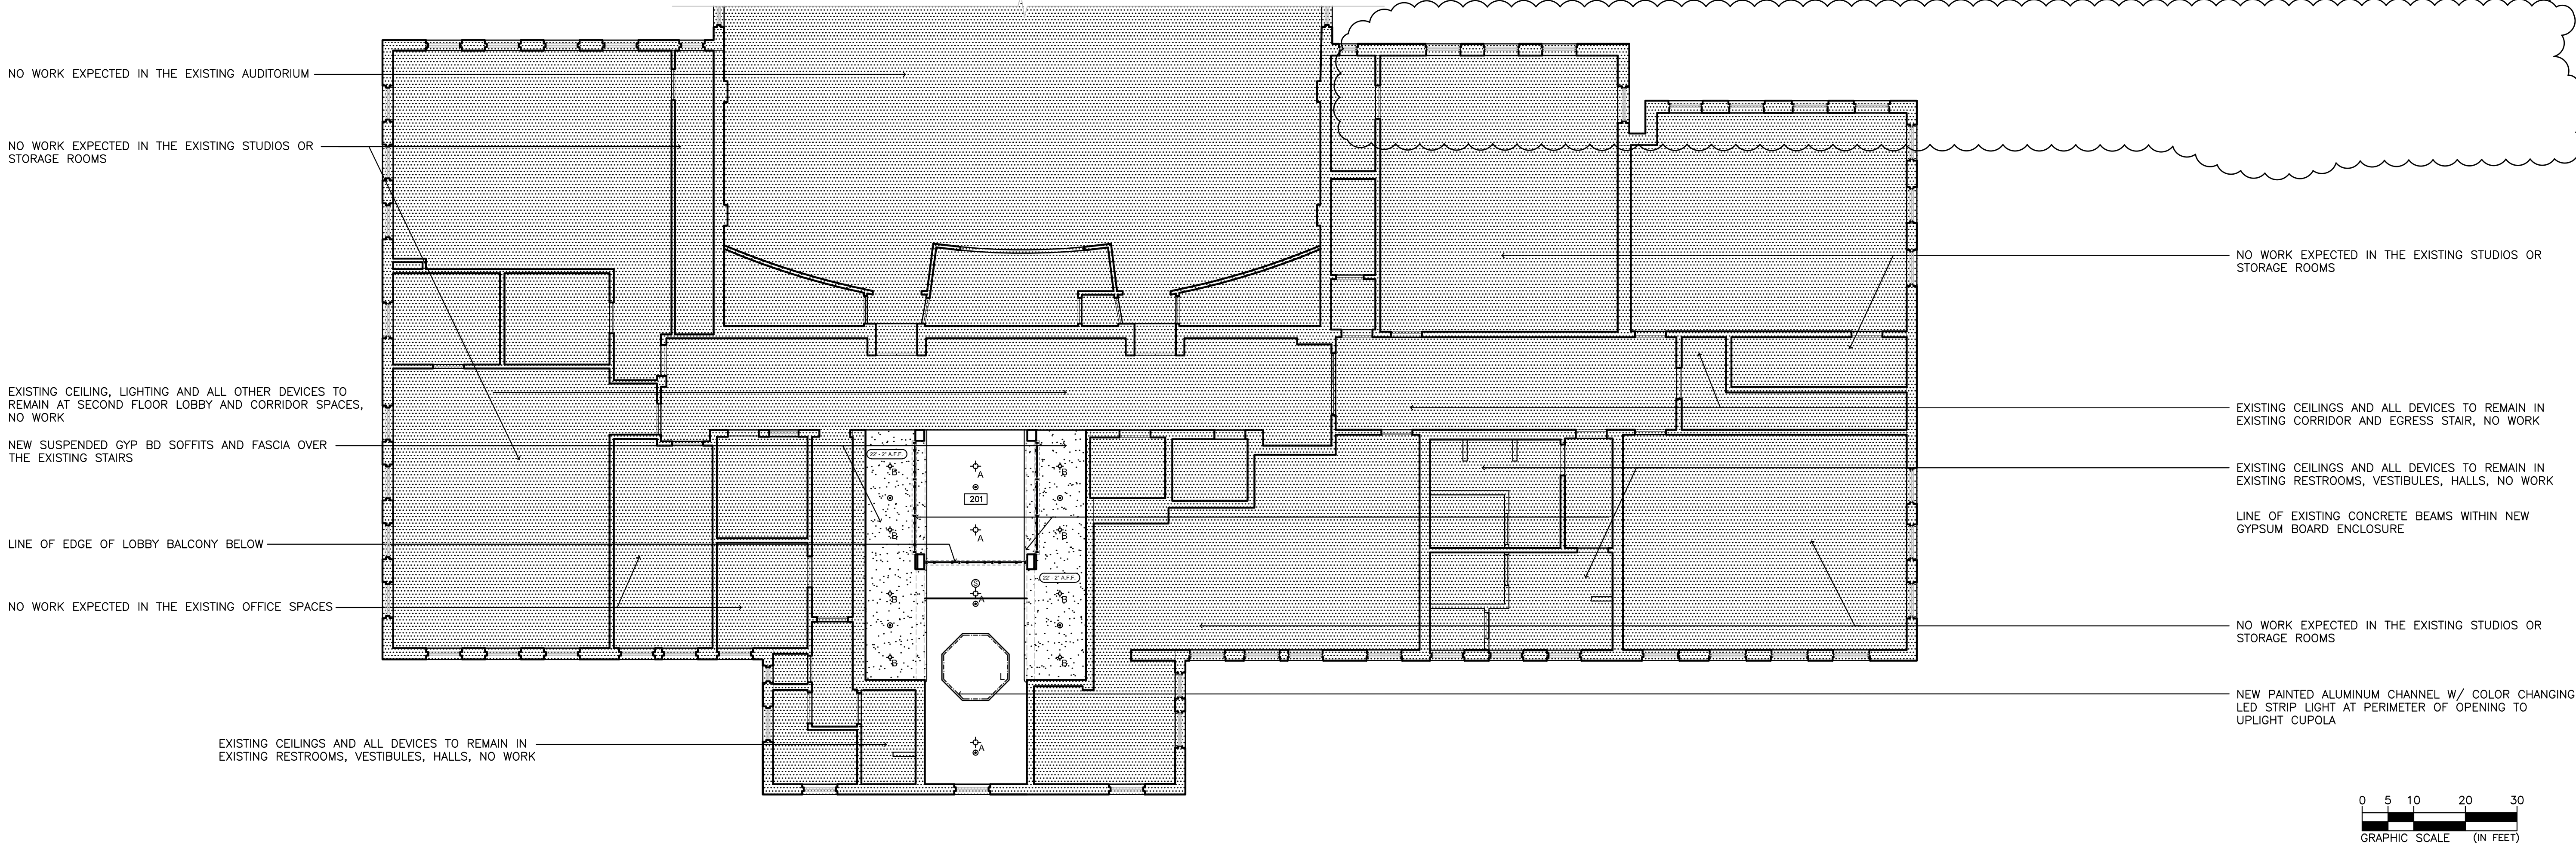 NO WORK EXPECTED IN THE EXISTING AUDITORIUM
NO WORK EXPECTED IN THE EXISTING STUDIOS OR
STORAGE ROOMS
EXISTING CEILING, LIGHTING AND ALL OTHER DEVICES TO
REMAIN AT SECOND FLOOR LOBBY AND CORRIDOR SPACES,
NO WORK
NEW SUSPENDED GYP BD SOFFITS AND FASCIA OVER
THE EXISTING STAIRS
LINE OF EDGE OF LOBBY BALCONY BELOW
NO WORK EXPECTED IN THE EXISTING OFFICE SPACES
EXISTING CEILINGS AND ALL DEVICES TO REMAIN IN
EXISTING RESTROOMS, VESTIBULES, HALLS, NO WORK
22' - 2" A.F.F.
B
B
B
B
A
201
A
S
A
L
A
B
B
22' - 2" A.F.F.
B
B
NO WORK EXPECTED IN THE EXISTING STUDIOS OR
STORAGE ROOMS
EXISTING CEILINGS AND ALL DEVICES TO REMAIN IN
EXISTING CORRIDOR AND EGRESS STAIR, NO WORK
EXISTING CEILINGS AND ALL DEVICES TO REMAIN IN
EXISTING RESTROOMS, VESTIBULES, HALLS, NO WORK
LINE OF EXISTING CONCRETE BEAMS WITHIN NEW
GYPSUM BOARD ENCLOSURE
NO WORK EXPECTED IN THE EXISTING STUDIOS OR
STORAGE ROOMS
NEW PAINTED ALUMINUM CHANNEL W/ COLOR CHANGING
LED STRIP LIGHT AT PERIMETER OF OPENING TO
UPLIGHT CUPOLA
0 5 10 20 30
GRAPHIC SCALE (IN FEET)